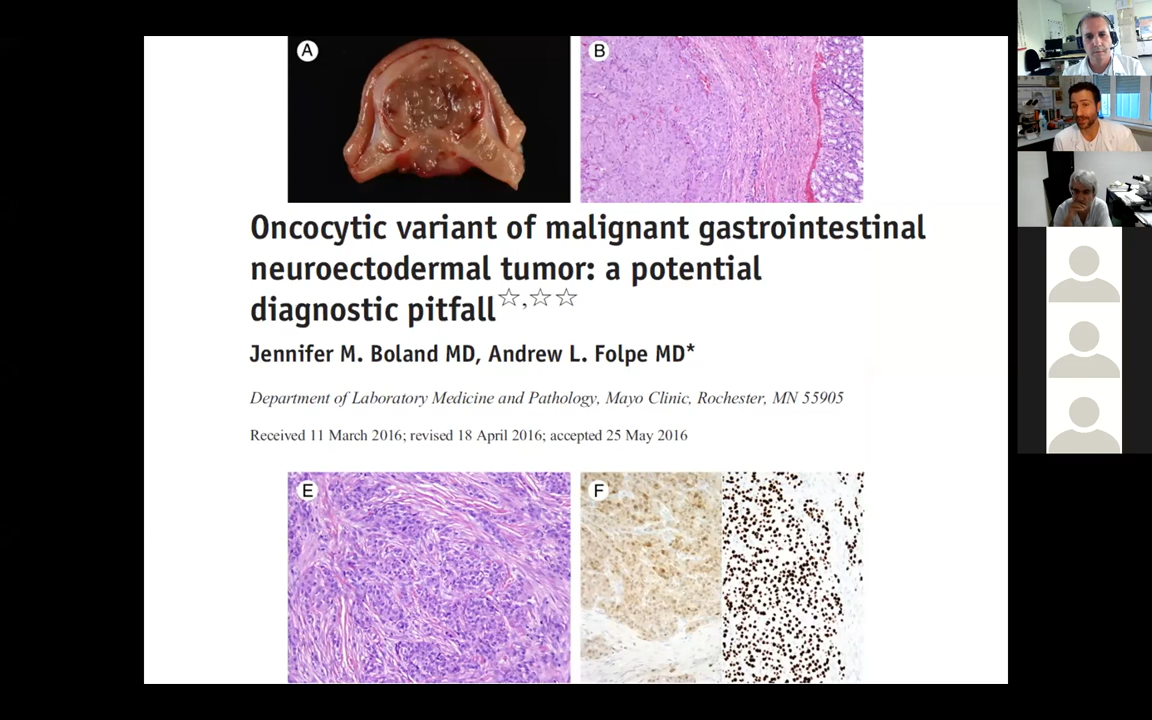 A
B
Oncocytic variant of malignant gastrointestinal
neuroectodermal tumor: a potential
diagnostic pitfall☆,☆☆
Jennifer M. Boland MD, Andrew L. Folpe MD*
Department of Laboratory Medicine and Pathology, Mayo Clinic, Rochester, MN 55905
Received 11 March 2016; revised 18 April 2016; accepted 25 May 2016
E
F